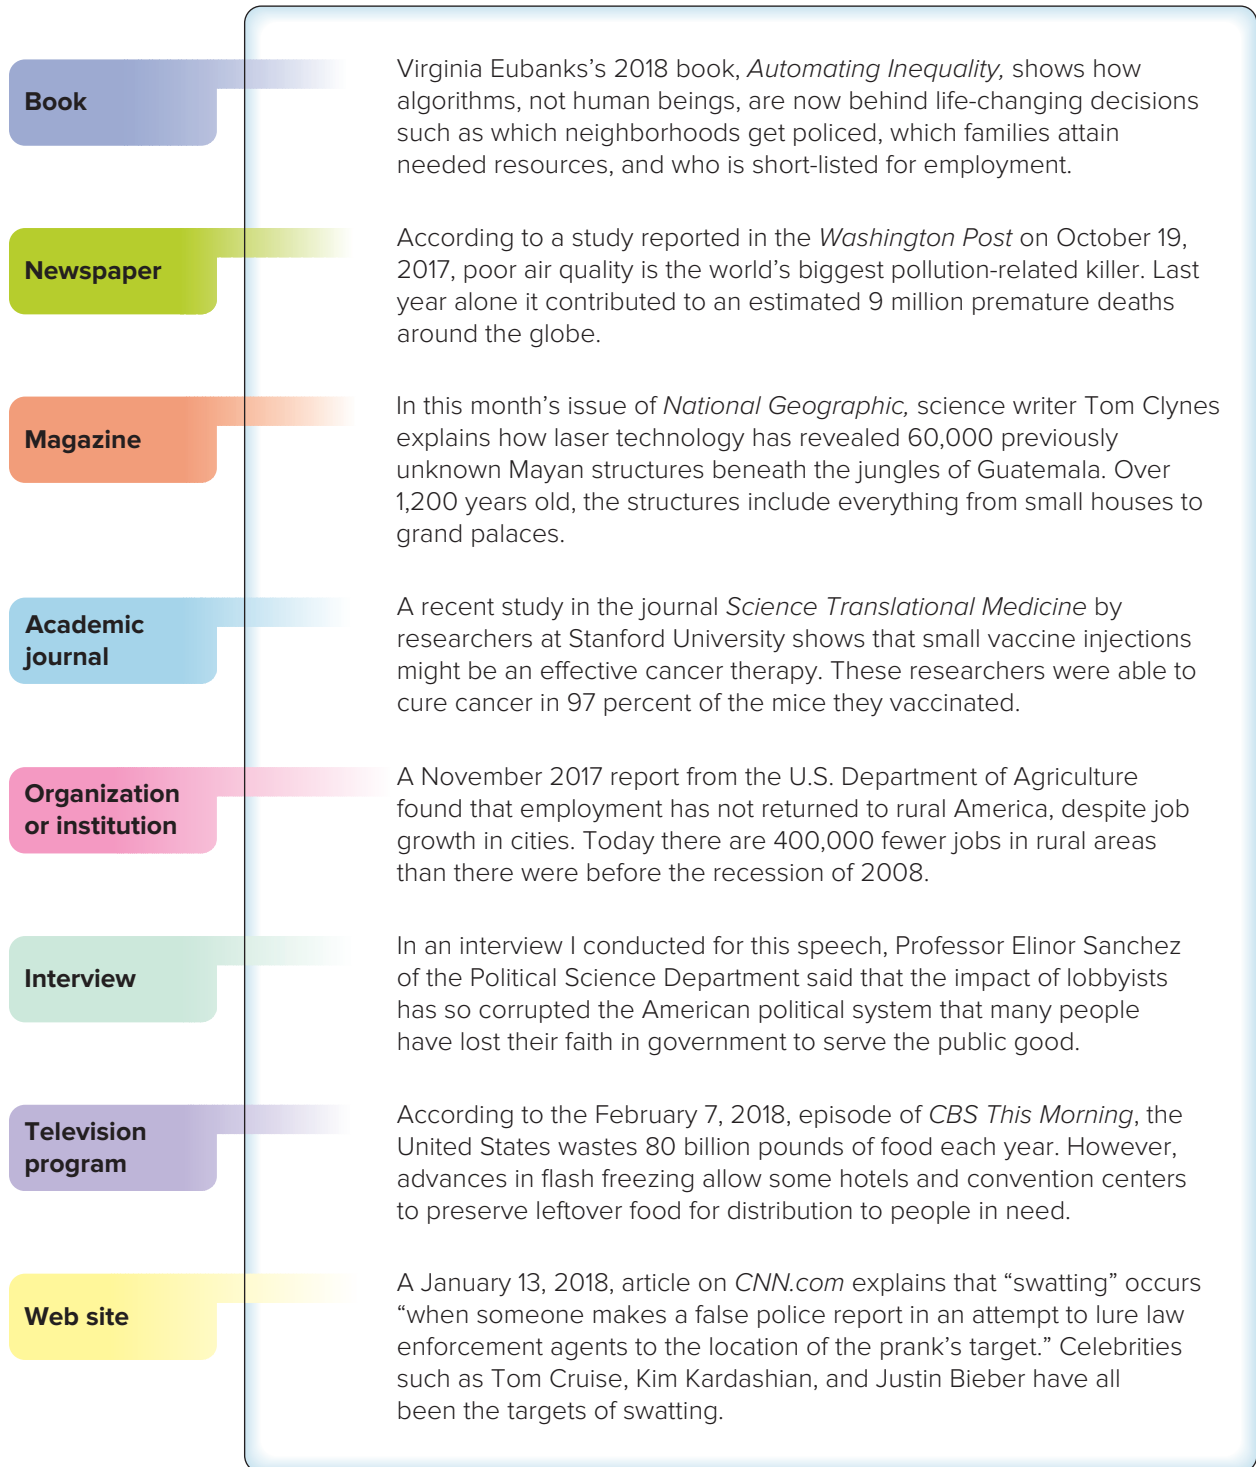 Book
Virginia Eubanks’s 2018 book, Automating Inequality, shows how
algorithms, not human beings, are now behind life-changing decisions
such as which neighborhoods get policed, which families attain
needed resources, and who is short-listed for employment.
Newspaper
According to a study reported in the Washington Post on October 19,
2017, poor air quality is the world’s biggest pollution-related killer. Last
year alone it contributed to an estimated 9 million premature deaths
around the globe.
Magazine
In this month’s issue of National Geographic, science writer Tom Clynes
explains how laser technology has revealed 60,000 previously
unknown Mayan structures beneath the jungles of Guatemala. Over
1,200 years old, the structures include everything from small houses to
grand palaces.
Academic
journal
A recent study in the journal Science Translational Medicine by
researchers at Stanford University shows that small vaccine injections
might be an effective cancer therapy. These researchers were able to
cure cancer in 97 percent of the mice they vaccinated.
Organization
or institution
A November 2017 report from the U.S. Department of Agriculture
found that employment has not returned to rural America, despite job
growth in cities. Today there are 400,000 fewer jobs in rural areas
than there were before the recession of 2008.
Interview
In an interview I conducted for this speech, Professor Elinor Sanchez
of the Political Science Department said that the impact of lobbyists
has so corrupted the American political system that many people
have lost their faith in government to serve the public good.
Television
program
According to the February 7, 2018, episode of CBS This Morning, the
United States wastes 80 billion pounds of food each year. However,
advances in flash freezing allow some hotels and convention centers
to preserve leftover food for distribution to people in need.
Web site
A January 13, 2018, article on CNN.com explains that “swatting” occurs
“when someone makes a false police report in an attempt to lure law
enforcement agents to the location of the prank’s target.” Celebrities
such as Tom Cruise, Kim Kardashian, and Justin Bieber have all
been the targets of swatting.